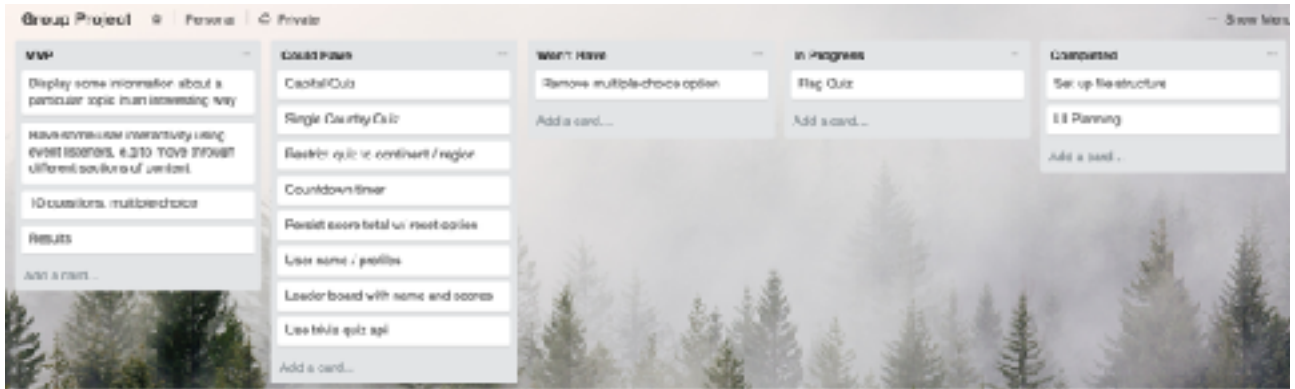 Group Project Personal Private
Show Menu
MVP
Display some information about a
particular topic in an interesting way
Have some user interactivity using
event listeners, e.g to move through
different sections of content
10 questions, multiple choice
Results
Add a card...
Could Have
Capital Quiz
Single Country Quiz
Restrict quiz to continent / region
Countdown timer
Persist score total w/ reset option
User name / profiles
Leader board with name and scores
Use trivia quiz api
Add a card...
Won't Have
Remove multiple-choice option
Add a card...
In Progress
Flag Quiz
Add a card...
Completed
Set up file structure
Planning
Add a card...